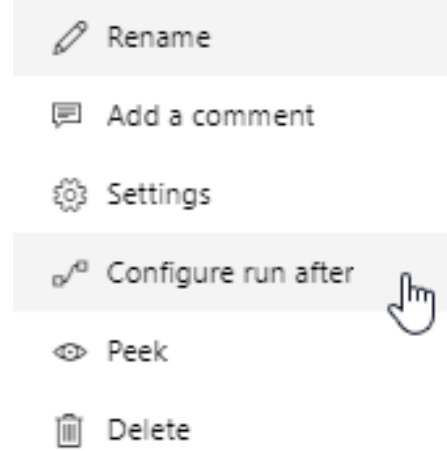 Rename
Add a comment
Settings
Configure run after
Peek
Delete